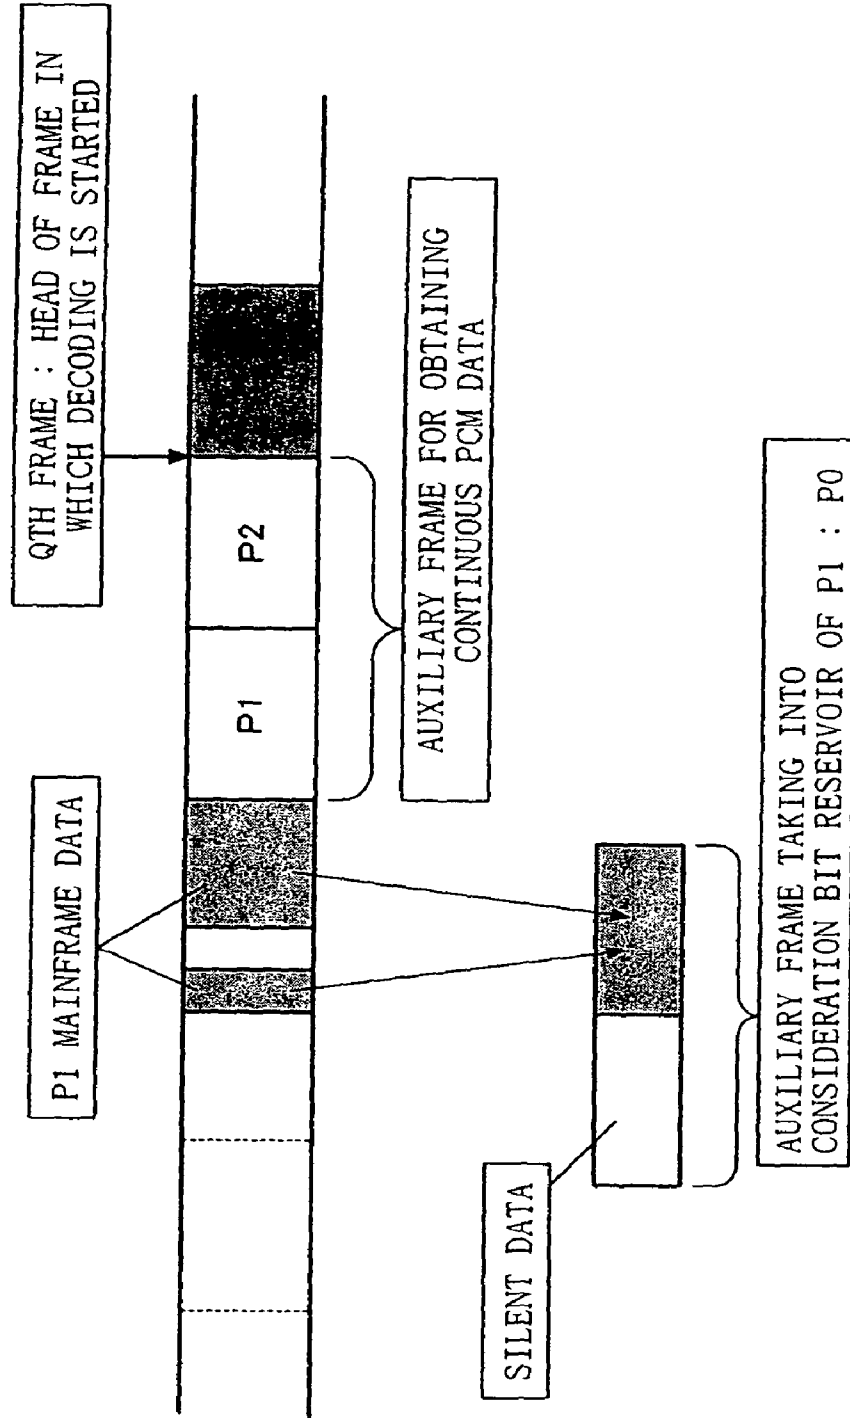 QTH FRAME : HEAD OF FRAME IN
WHICH DECODING IS STARTED
P1 MAINFRAME DATA
P1
P2
AUXILIARY FRAME FOR OBTAINING
CONTINUOUS PCM DATA
SILENT DATA
AUXILIARY FRAME TAKING INTO
CONSIDERATION BIT RESERVOIR OF P1 : P0